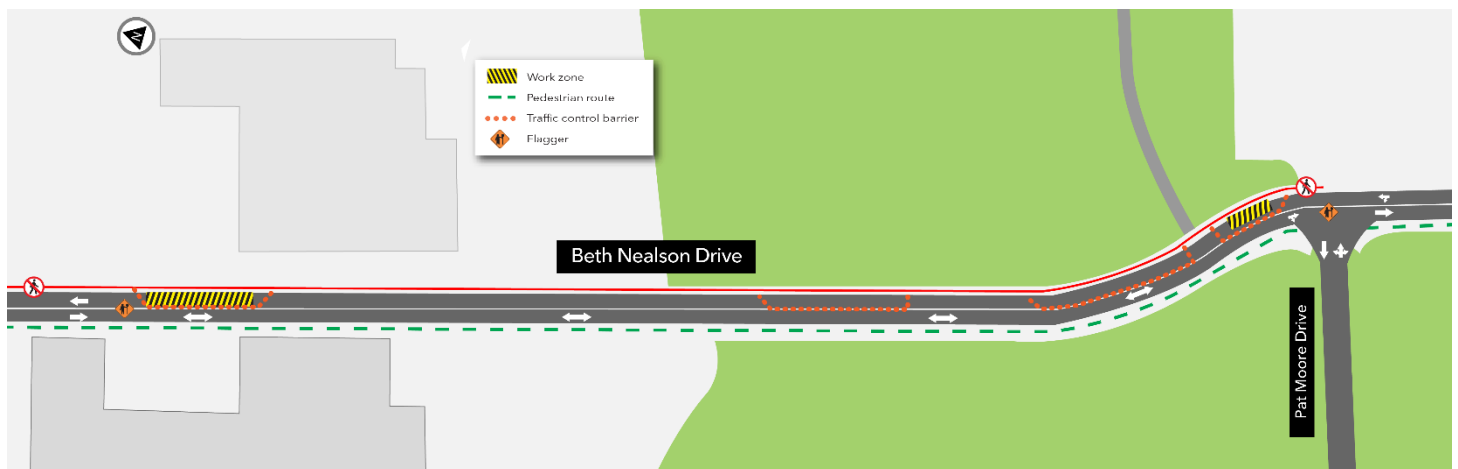 N
Work zone
Pedestrian route
Traffic control barrier
Flagger
Beth Nealson Drive
Pat Moore Drive